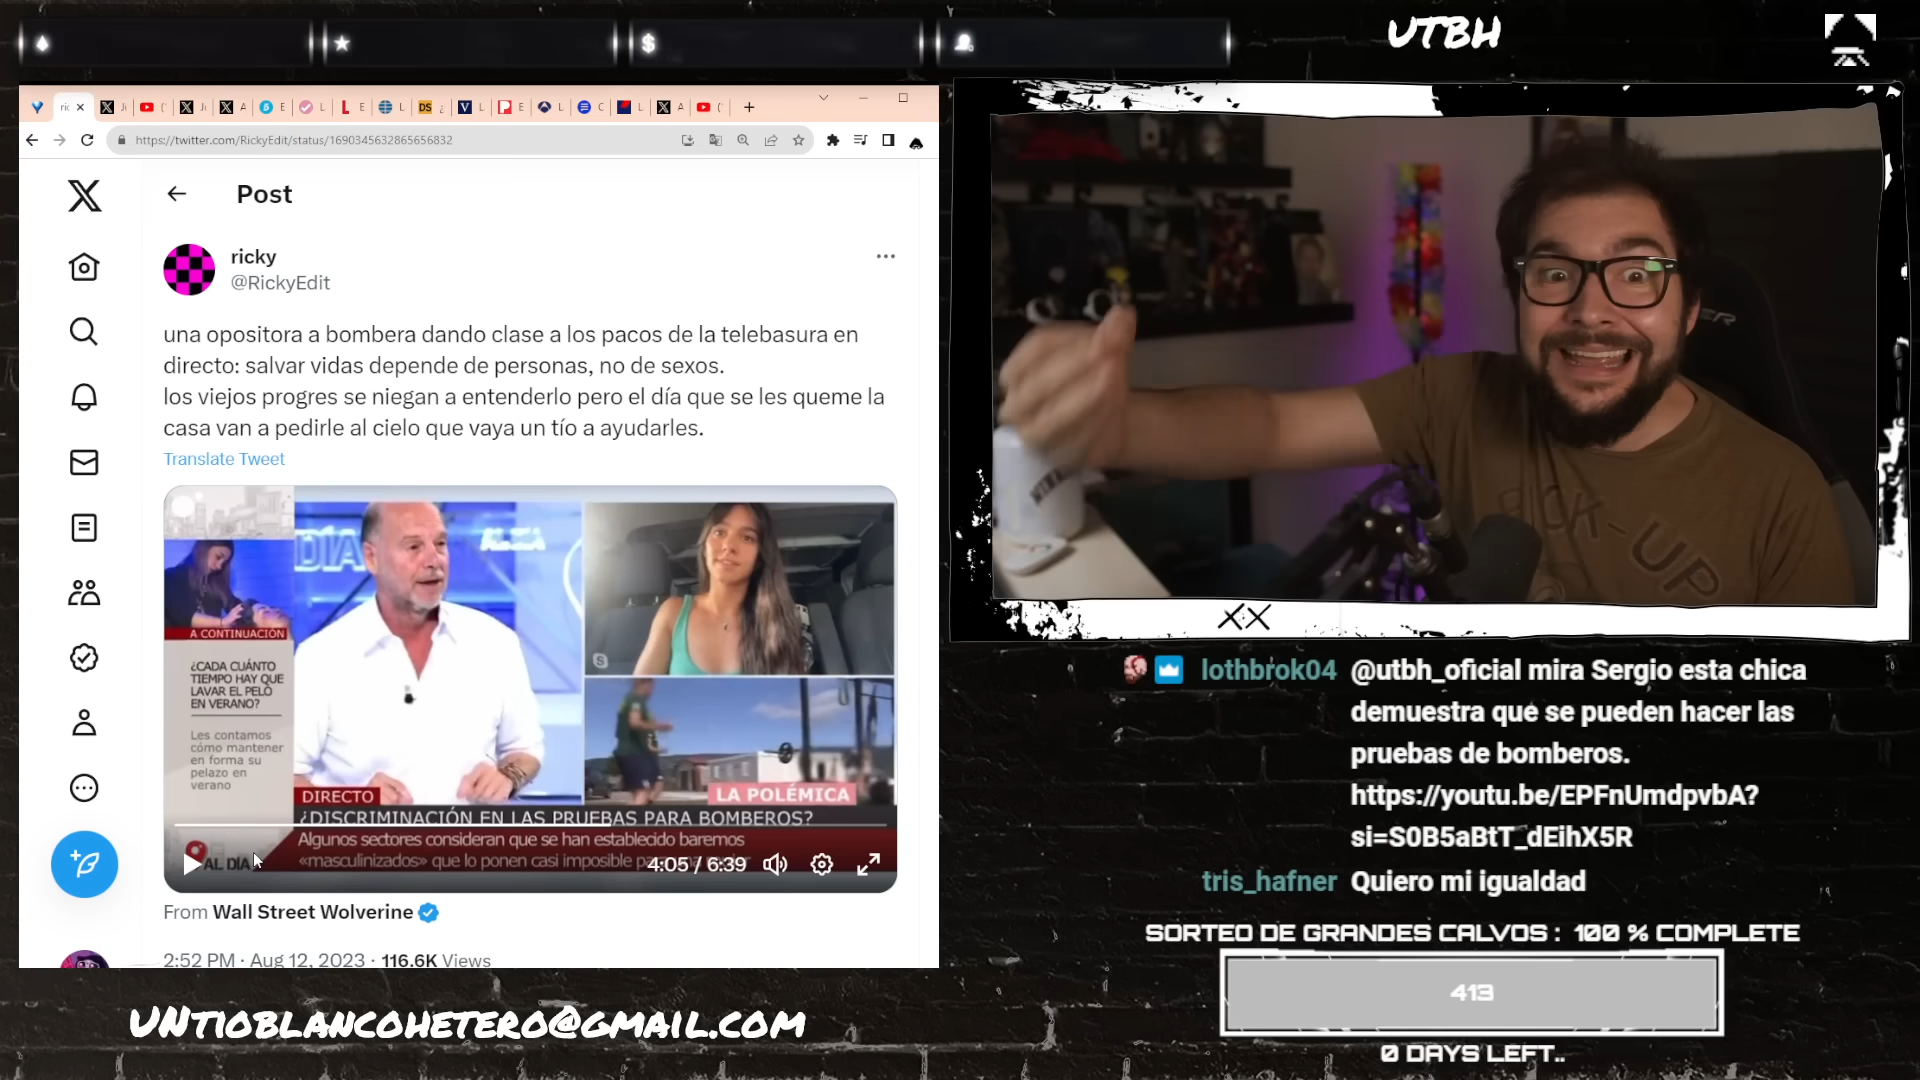 UTBH
https://twitter.com/RickyEdit/status/1690345632865656832
Post
ricky
@RickyEdit
una opositora a bombera dando clase a los pacos de la telebasura en
directo: salvar vidas depende de personas, no de sexos.
los viejos progres se niegan a entenderlo pero el día que se les queme la
casa van a pedirle al cielo que vaya un tío a ayudarles.
Translate Tweet
A CONTINUACIÓN
¿CADA CUÁNTO
TIEMPO HAY QUE
LAVAR EL PELO
EN VERANO?
Les contamos
cómo mantener
en forma su
pelazo en
verano
DIRECTO
LA POLÉMICA
¿DISCRIMINACIÓN EN LAS PRUEBAS PARA BOMBEROS?
Algunos sectores consideran que se han establecido baremos
«masculinizados» que lo ponen casi imposible
AL DÍA
4:05 / 6:39
From Wall Street Wolverine
2:52 PM · Aug 12, 2023 · 116.6K Views
UNTIOBLANCOHETERO@GMAIL.COM
XX
lothbrok04 @utbh_oficial mira Sergio esta chica
demuestra que se pueden hacer las
pruebas de bomberos.
https://youtu.be/EPFnUmdpvbA?
si=S0B5aBtT_dEihX5R
tris_hafner Quiero mi igualdad
SORTEO DE GRANDES CALVOS : 100 % COMPLETE
413
0 DAYS LEFT..